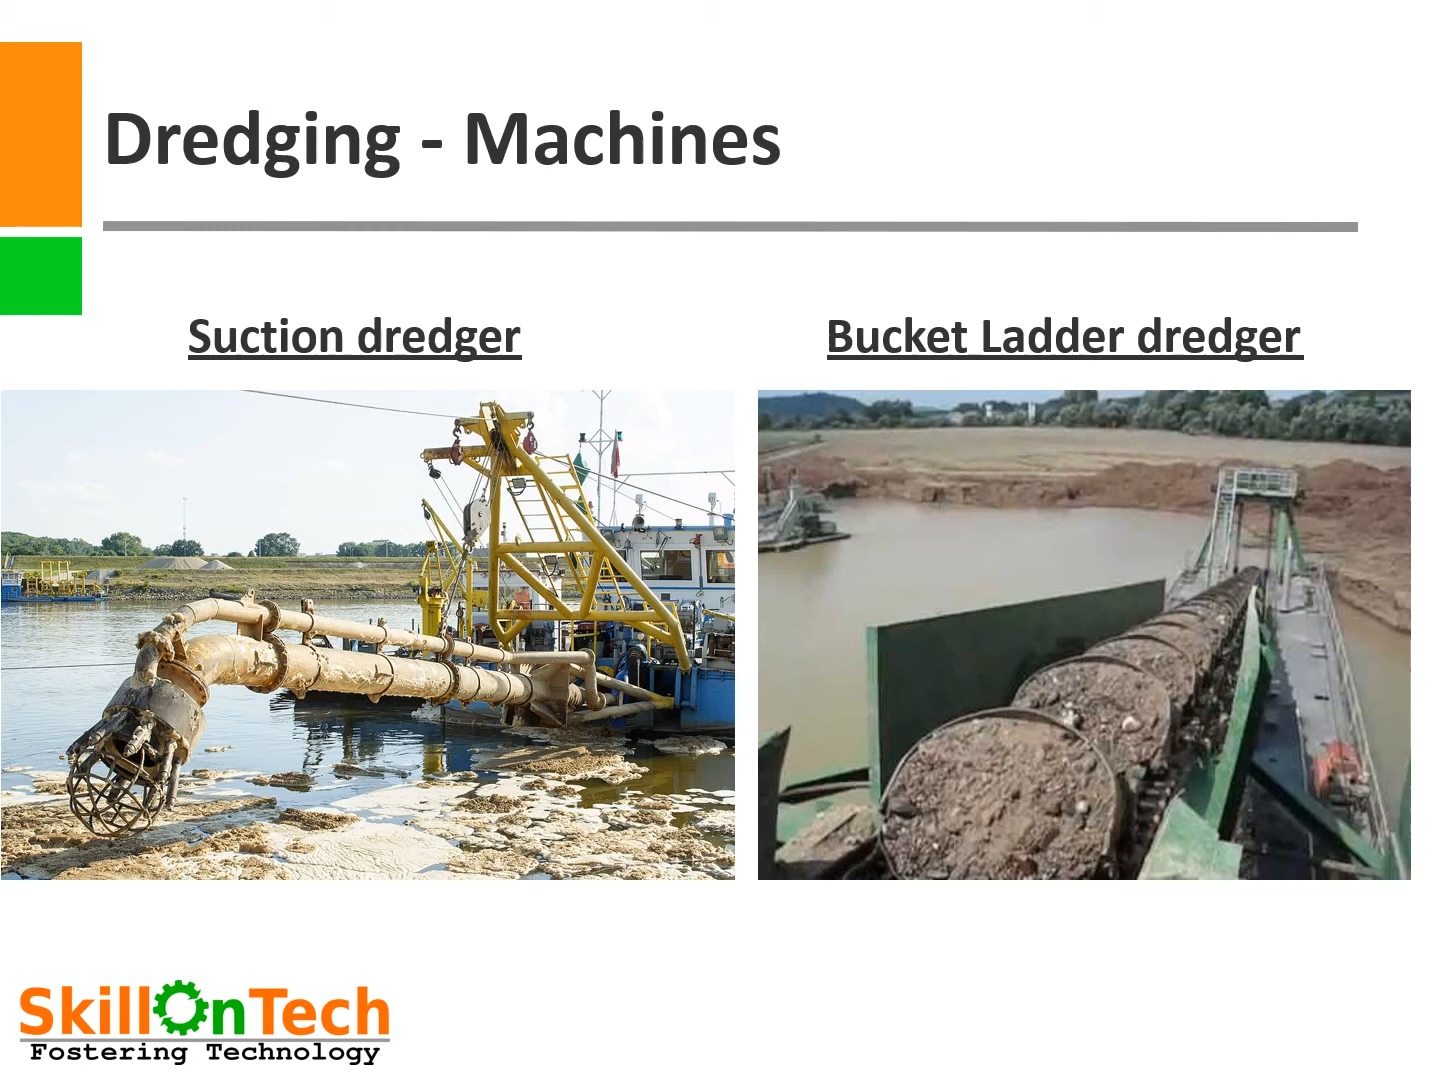 Dredging - Machines
Suction dredger
Bucket Ladder dredger
SkillOnTech
Fostering Technology